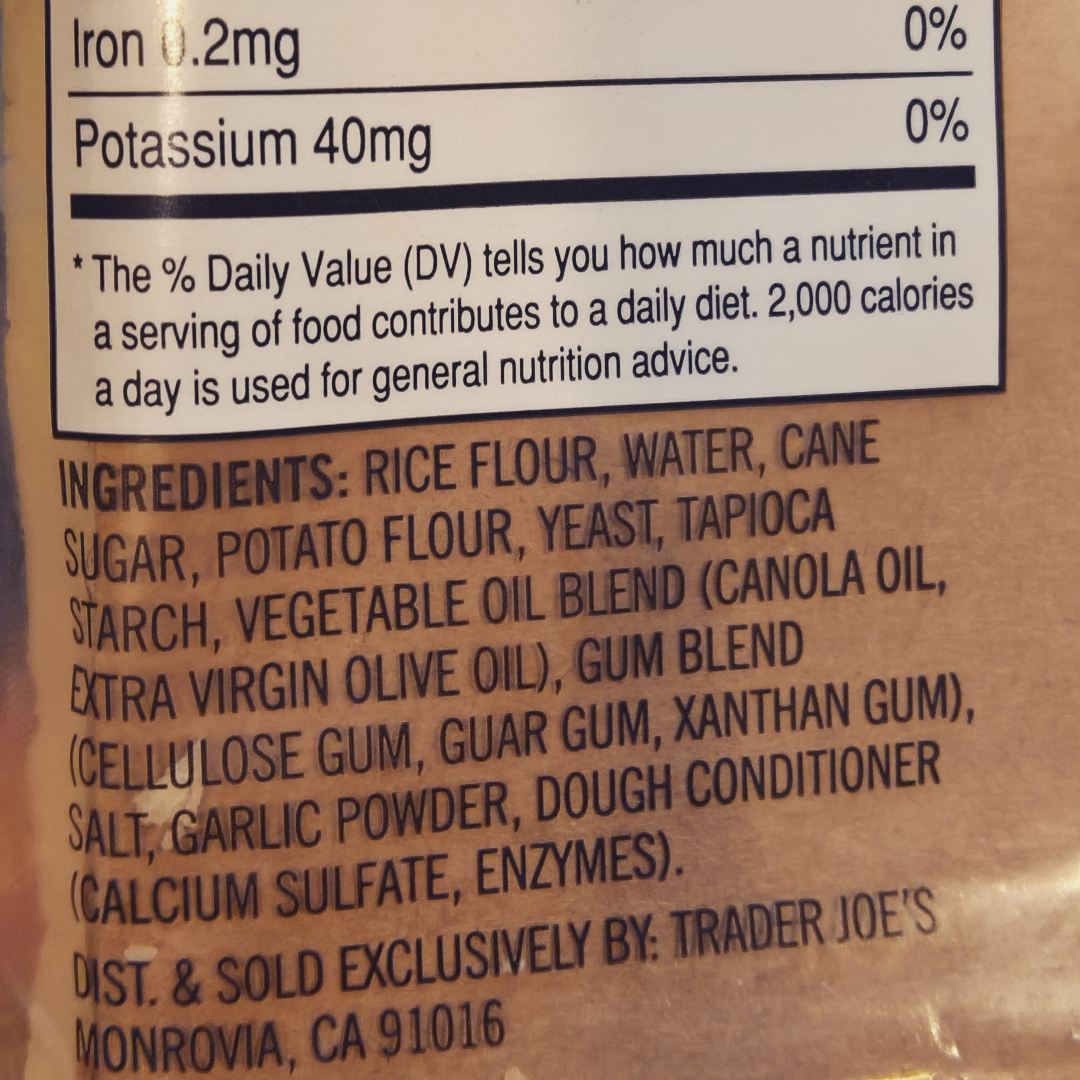 Iron 0.2mg 0%
Potassium 40mg 0%
* The % Daily Value (DV) tells you how much a nutrient in
a serving of food contributes to a daily diet. 2,000 calories
a day is used for general nutrition advice.
INGREDIENTS: RICE FLOUR, WATER, CANE
SUGAR, POTATO FLOUR, YEAST, TAPIOCA
STARCH, VEGETABLE OIL BLEND (CANOLA OIL,
EXTRA VIRGIN OLIVE OIL), GUM BLEND
(CELLULOSE GUM, GUAR GUM, XANTHAN GUM),
SALT, GARLIC POWDER, DOUGH CONDITIONER
(CALCIUM SULFATE, ENZYMES).
DIST. & SOLD EXCLUSIVELY BY: TRADER JOE'S
MONROVIA, CA 91016